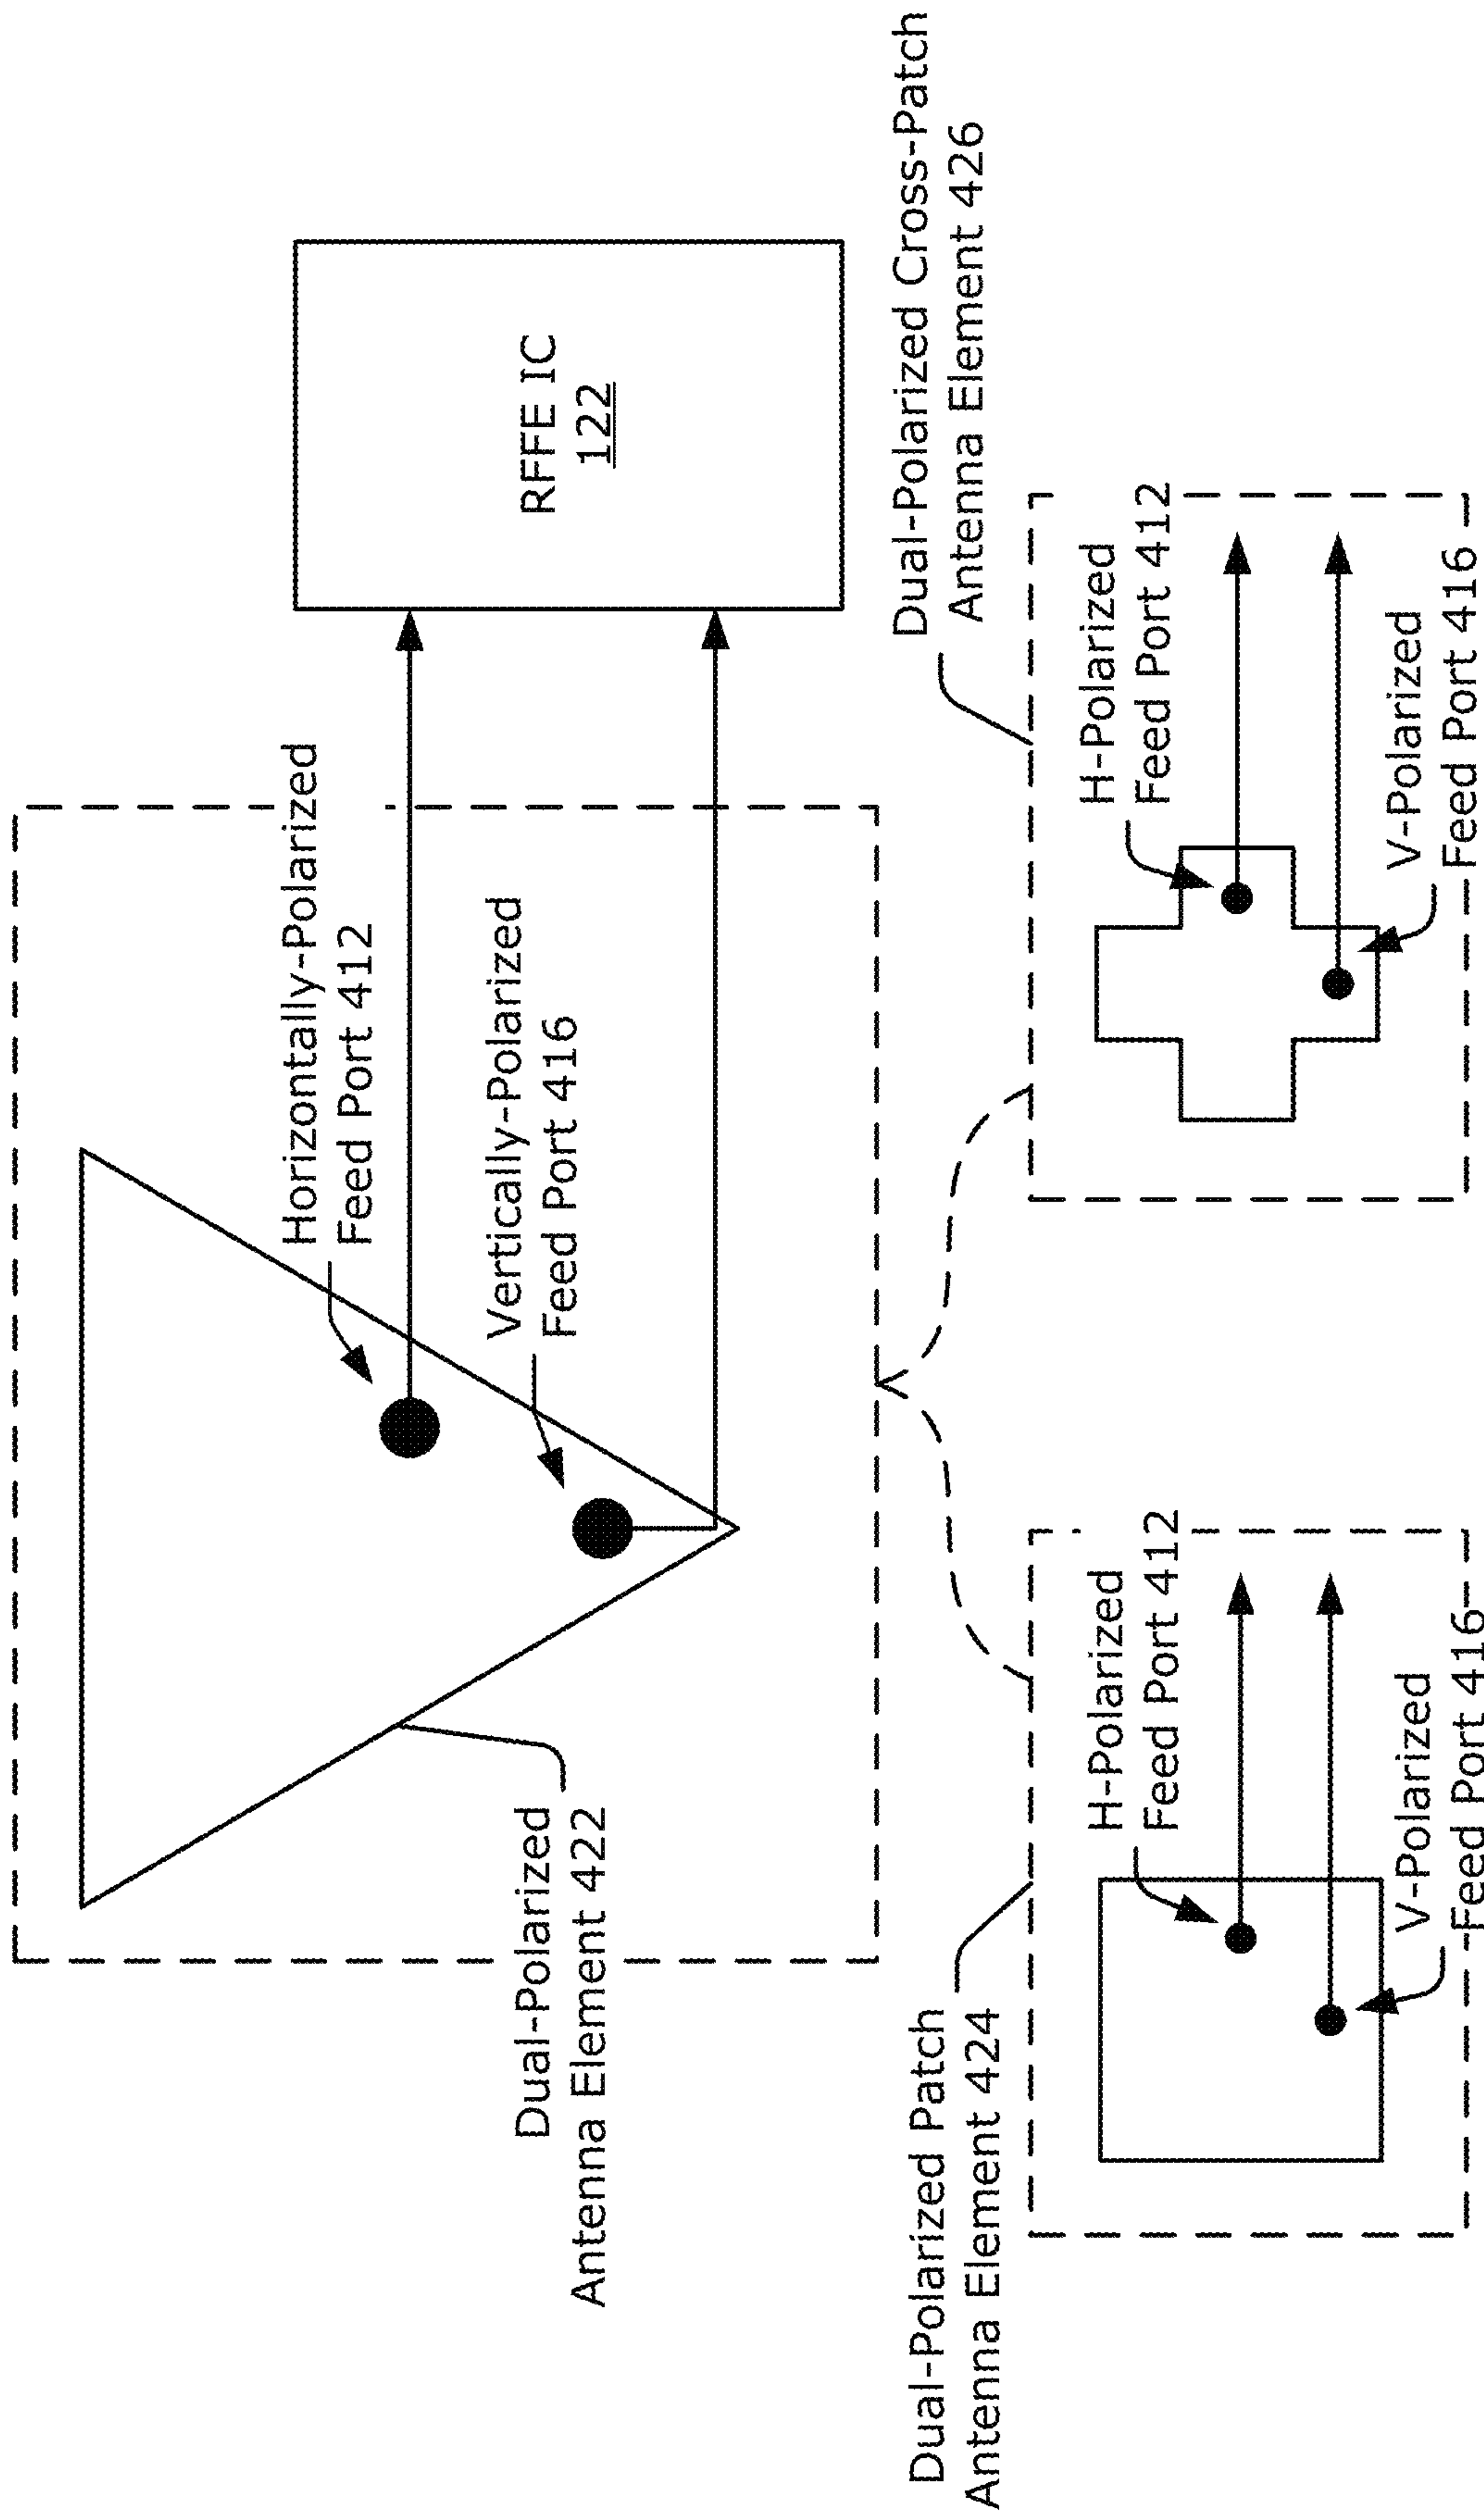 Horizontally-Polarized
Feed Port 412
Vertically-Polarized
Feed Port 416
RFFE IC
122
Dual-Polarized
Antenna Element 422
Dual-Polarized Patch
Antenna Element 424
H-Polarized
Feed Port 412
V-Polarized
Feed Port 416
Dual-Polarized Cross-Patch
Antenna Element 426
H-Polarized
Feed Port 412
V-Polarized
Feed Port 416